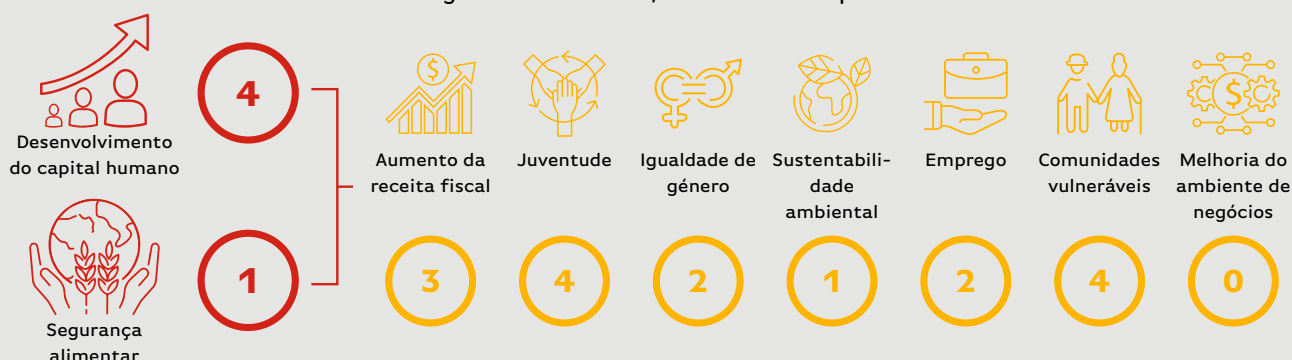 4
Desenvolvimento
do capital humano
1
Segurança
alimentar
Aumento da
receita fiscal
3
Juventude
4
Igualdade de
género
2
Sustentabili-
dade
ambiental
1
Emprego
2
Comunidades
vulneráveis
4
Melhoria do
ambiente de
negócios
0